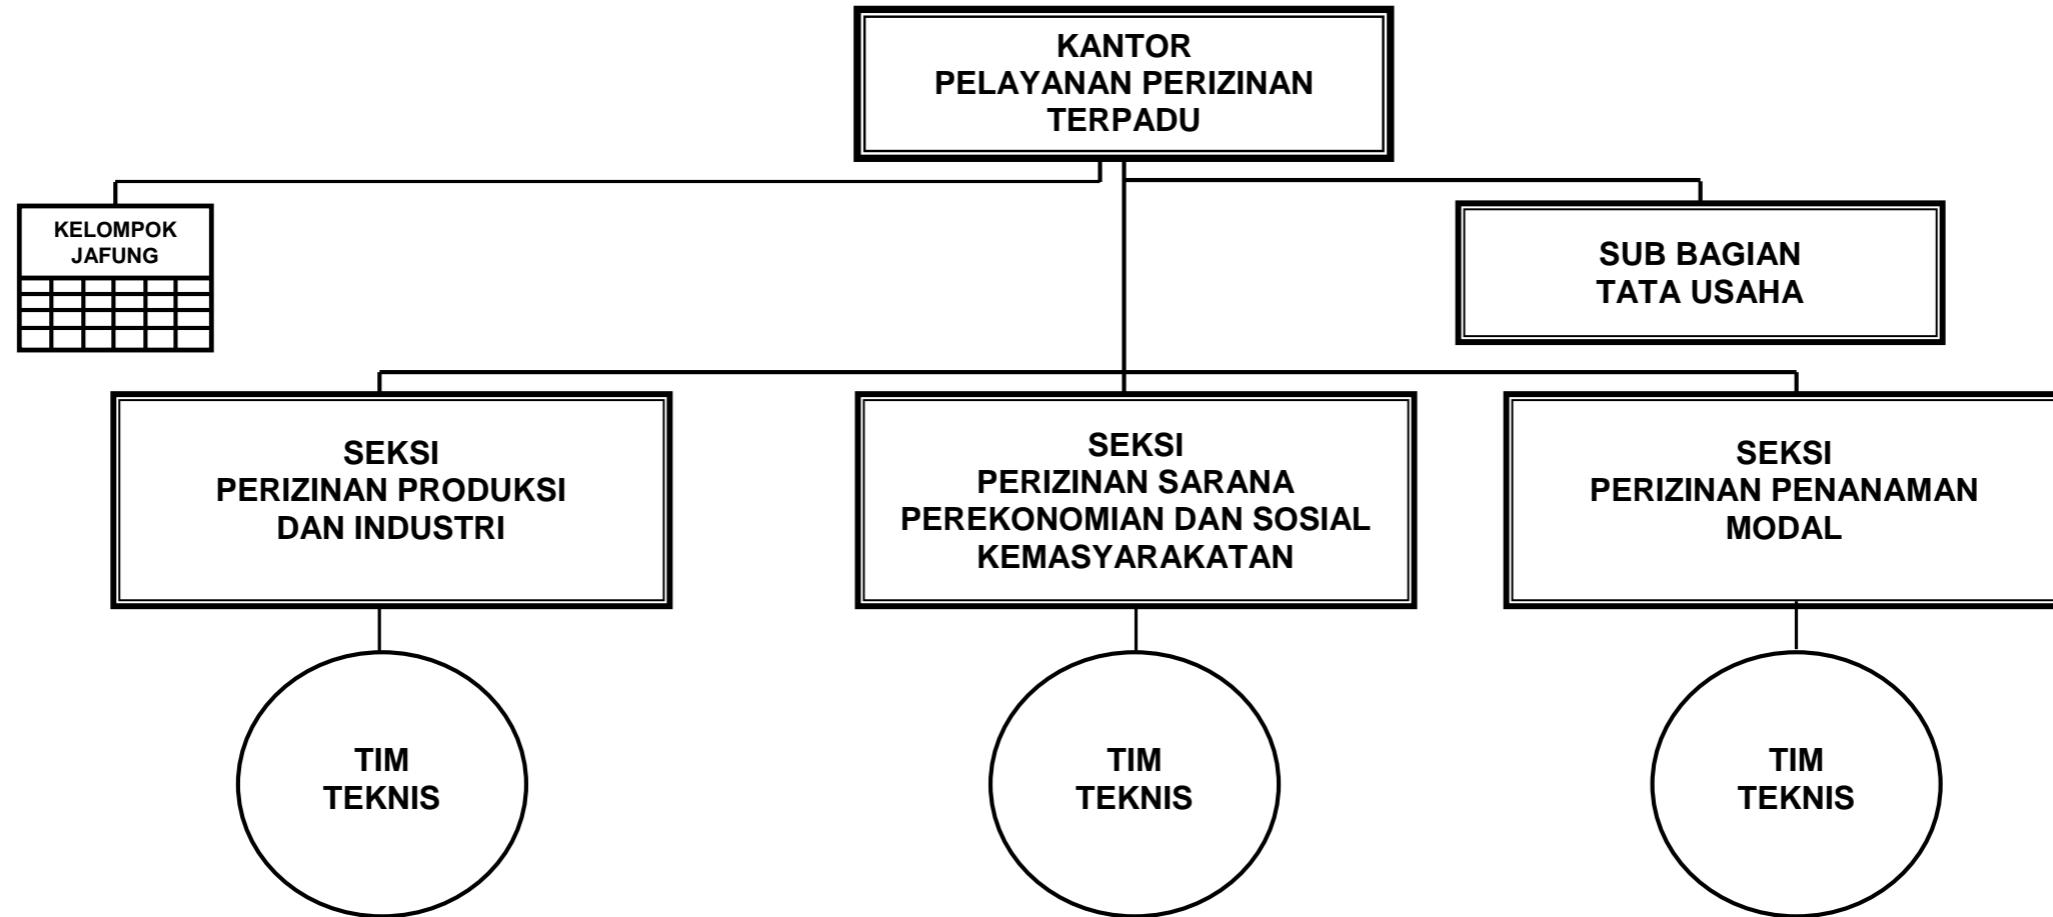 KANTOR
PELAYANAN PERIZINAN
TERPADU
KELOMPOK
JAFUNG
SUB BAGIAN
TATA USAHA
SEKSI
PERIZINAN PRODUKSI
DAN INDUSTRI
SEKSI
PERIZINAN SARANA
PEREKONOMIAN DAN SOSIAL
KEMASYARAKATAN
SEKSI
PERIZINAN PENANAMAN
MODAL
TIM
TEKNIS
TIM
TEKNIS
TIM
TEKNIS